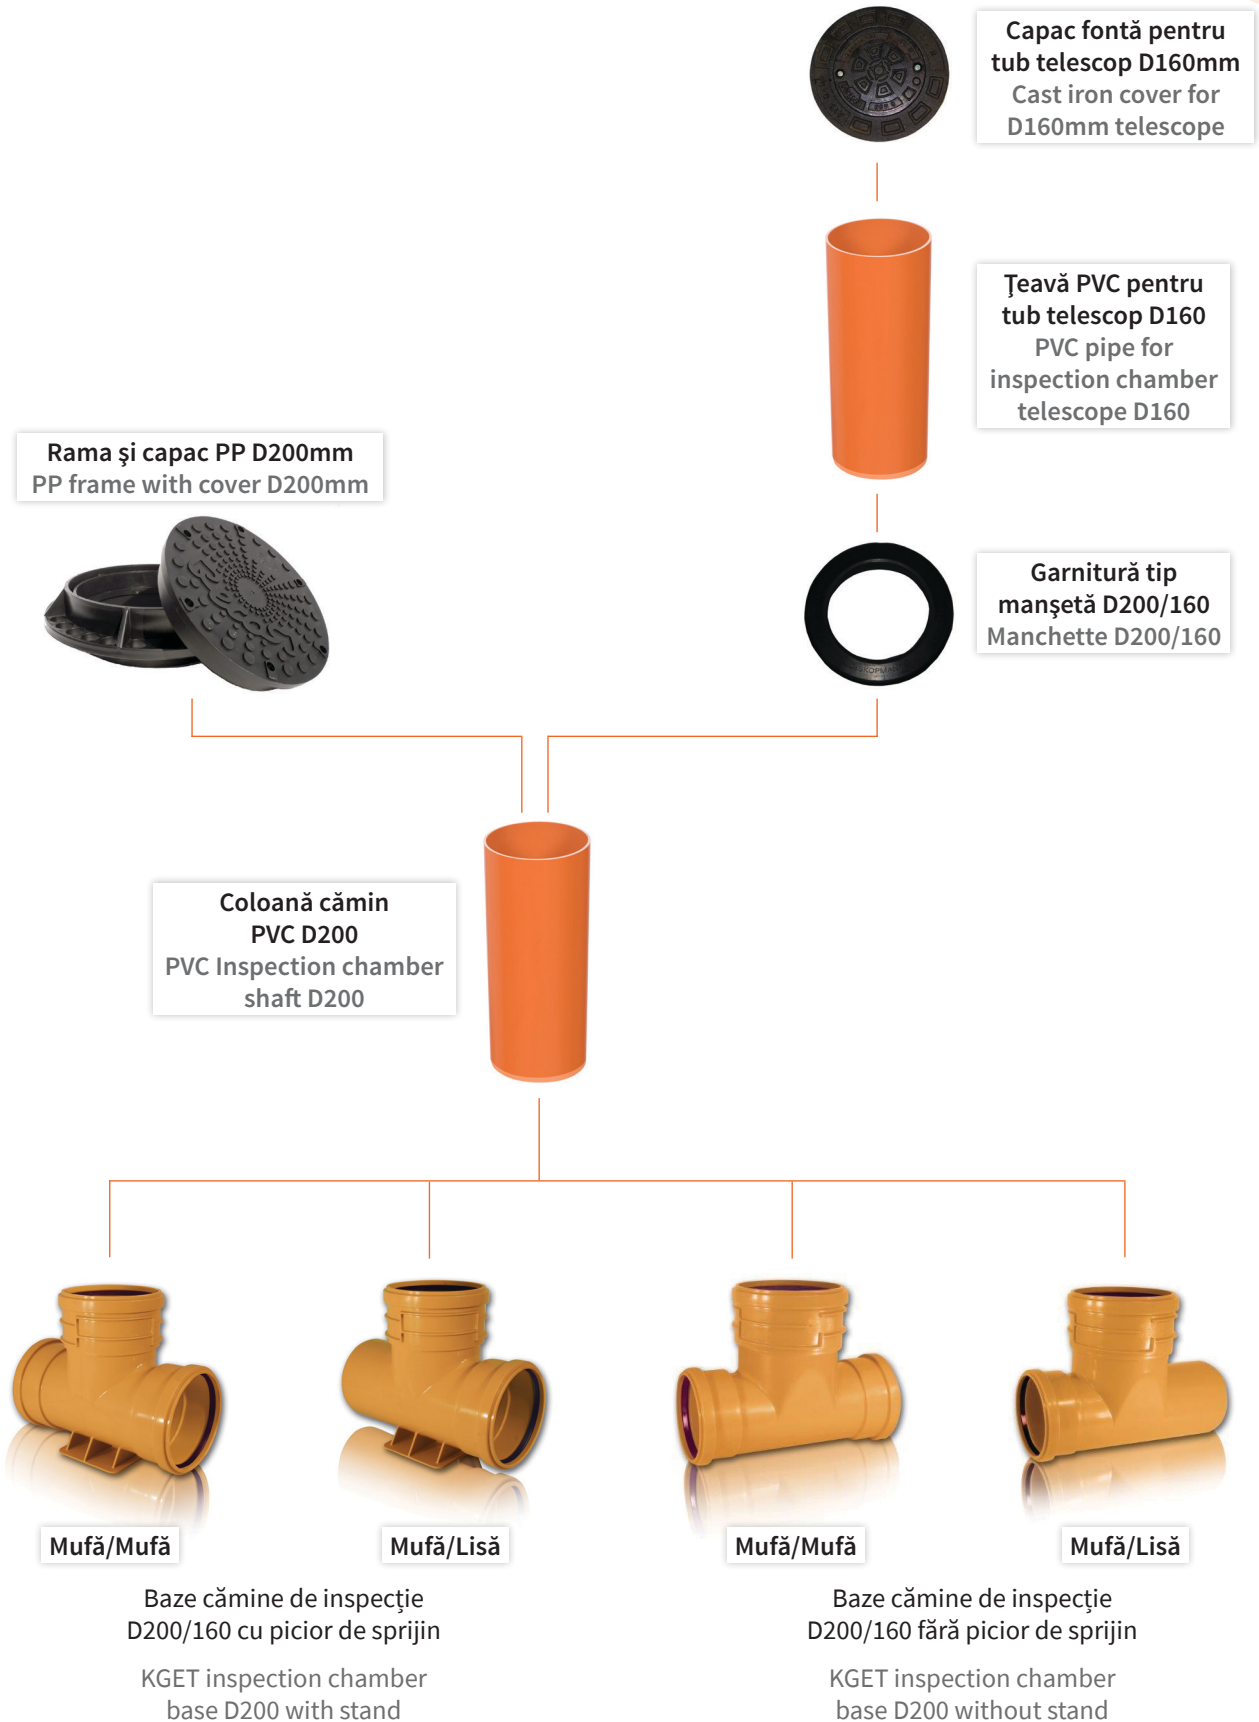 Capac fontă pentru
tub telescop D160mm
Cast iron cover for
D160mm telescope
Ţeavă PVC pentru
tub telescop D160
PVC pipe for
inspection chamber
telescope D160
Rama şi capac PP D200mm
PP frame with cover D200mm
Garnitură tip
manşetă D200/160
Manchette D200/160
Coloană cămin
PVC D200
PVC Inspection chamber
shaft D200
Mufă/Mufă
Mufă/Lisă
Mufă/Mufă
Mufă/Lisă
Baze cămine de inspecție
D200/160 cu picior de sprijin
KGET inspection chamber
base D200 with stand
Baze cămine de inspecție
D200/160 fără picior de sprijin
KGET inspection chamber
base D200 without stand